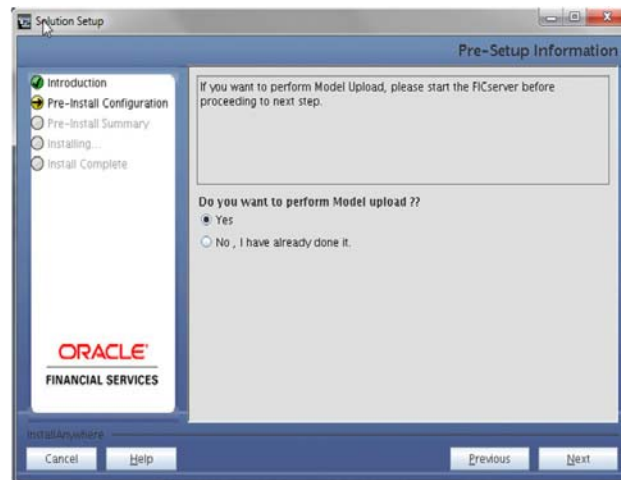 Solution Setup
Pre-Setup Information
Introduction
Pre-Install Configuration
Pre-Install Summary
Installing...
Install Complete
If you want to perform Model Upload, please start the FICserver before
proceeding to next step.
Do you want to perform Model upload ??
Yes
No , I have already done it.
ORACLE
FINANCIAL SERVICES
InstallAnywhere
Cancel
Help
Previous
Next